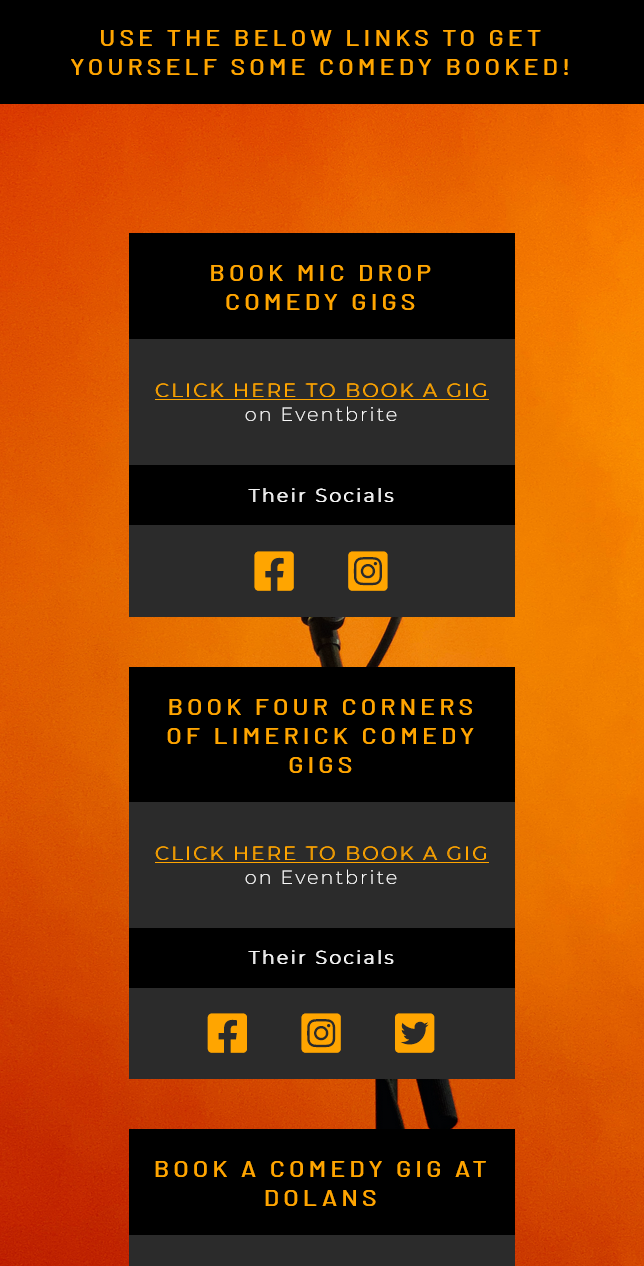 USE THE BELOW LINKS TO GET
YOURSELF SOME COMEDY BOOKED!
BOOK MIC DROP
COMEDY GIGS
CLICK HERE TO BOOK A GIG
on Eventbrite
Their Socials
BOOK FOUR CORNERS
OF LIMERICK COMEDY
GIGS
CLICK HERE TO BOOK A GIG
on Eventbrite
Their Socials
BOOK A COMEDY GIG AT
DOLANS